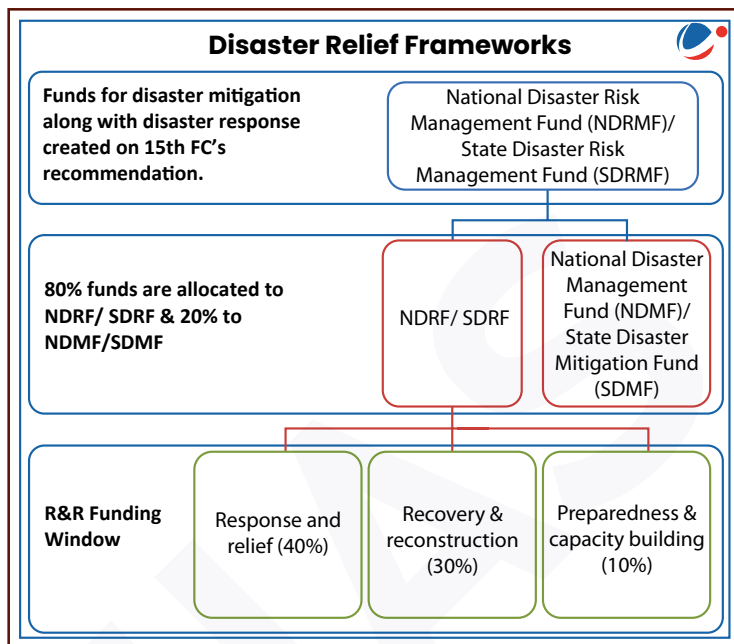 Disaster Relief Frameworks
Funds for disaster mitigation
along with disaster response
created on 15th FC's
recommendation.
National Disaster Risk
Management Fund (NDRMF)/
State Disaster Risk
Management Fund (SDRMF)
80% funds are allocated to
NDRF/ SDRF & 20% to
NDMF/SDMF
NDRF/ SDRF
National Disaster
Management
Fund (NDMF)/
State Disaster
Mitigation Fund
(SDMF)
R&R Funding
Window
Response and
relief (40%)
Recovery &
reconstruction
(30%)
Preparedness &
capacity building
(10%)